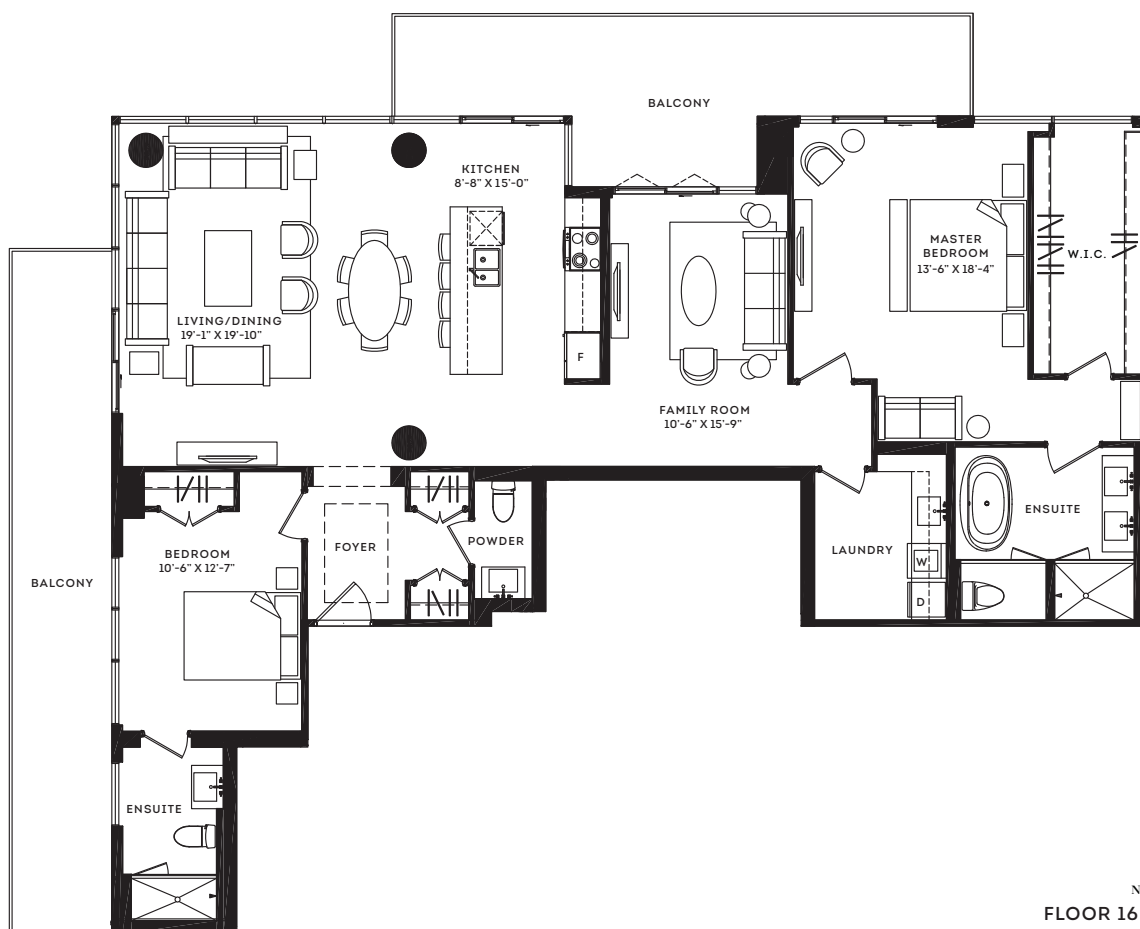 BALCONY
KITCHEN
8'-8" X 15'-0"
MASTER
BEDROOM
13'-6" X 18'-4"
W.I.C.
LIVING/DINING
19'-1" X 19'-10"
F
FAMILY ROOM
10'-6" X 15'-9"
ENSUITE
BEDROOM
10'-6" X 12'-7"
FOYER
POWDER
LAUNDRY
W
D
BALCONY
ENSUITE
N
FLOOR 16